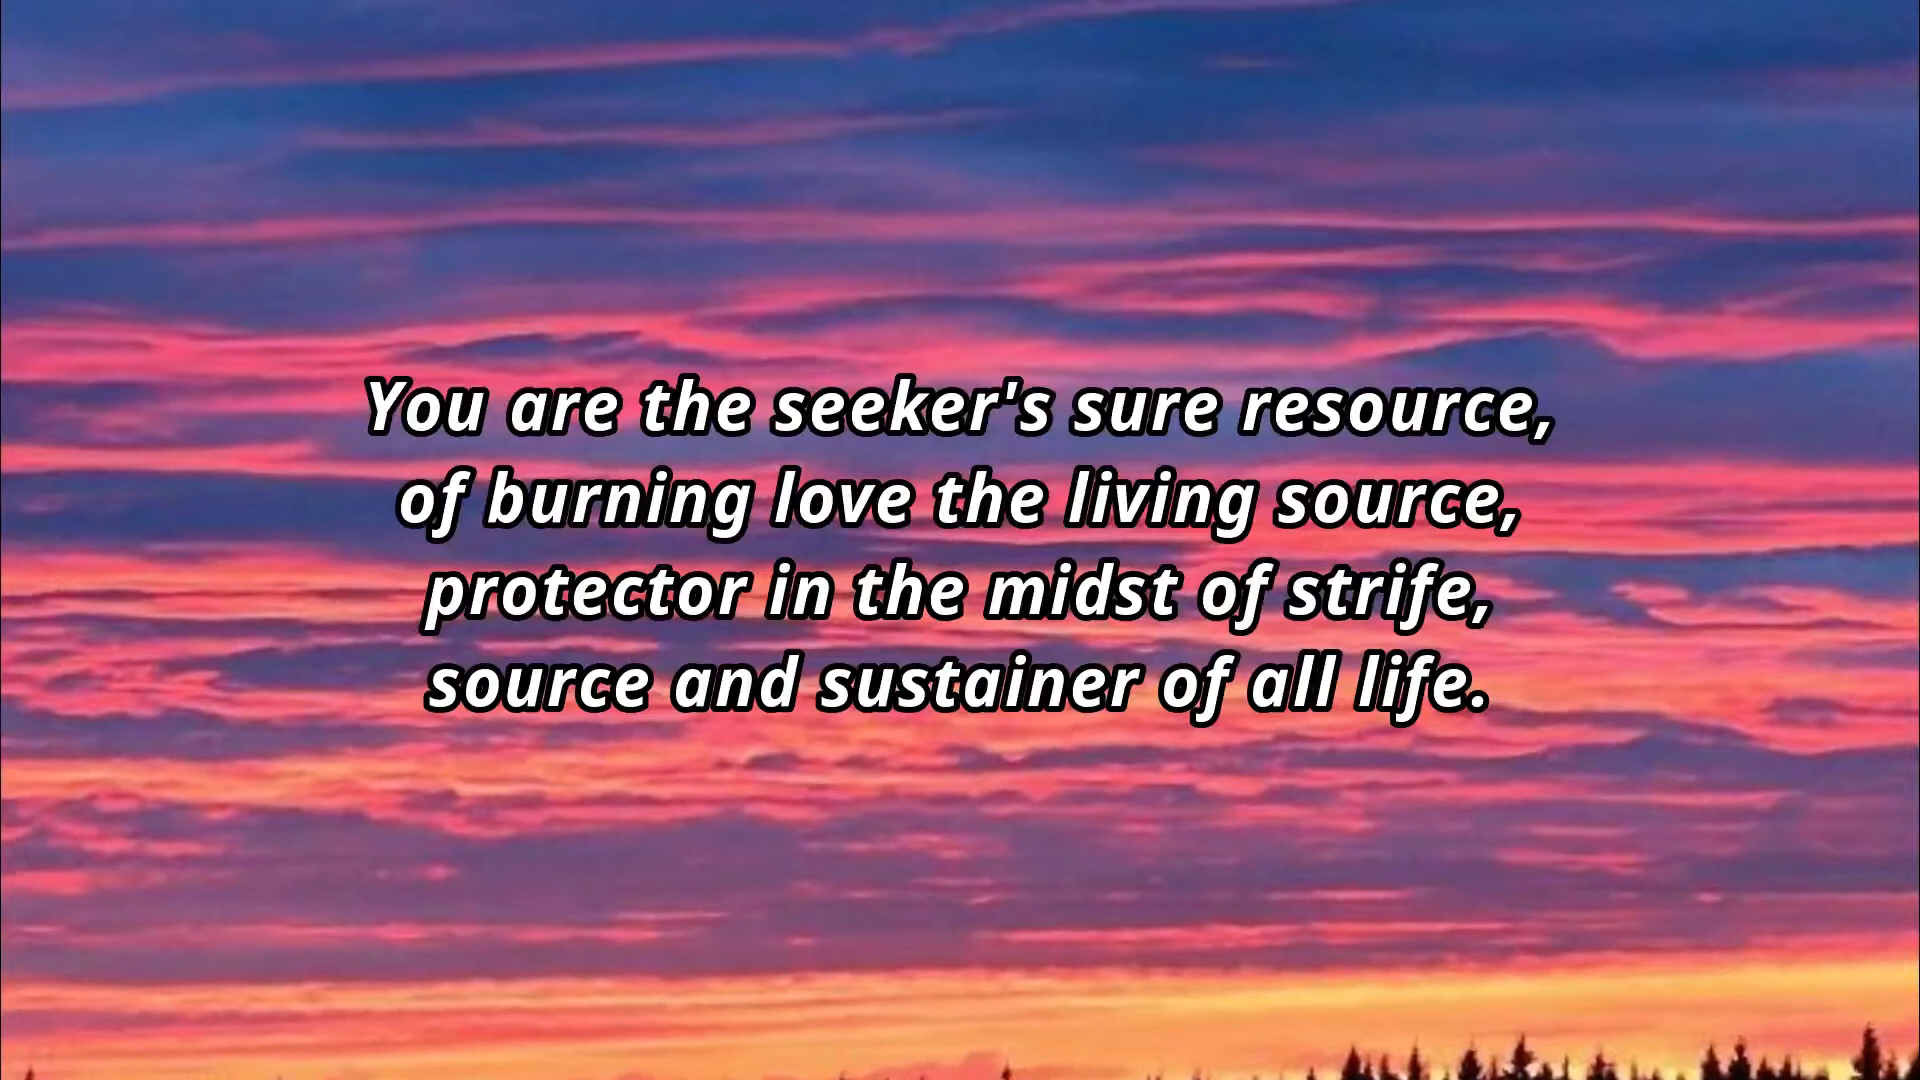 You are the seeker's sure resource,
of burning love the living source,
protector in the midst of strife,
source and sustainer of all life.